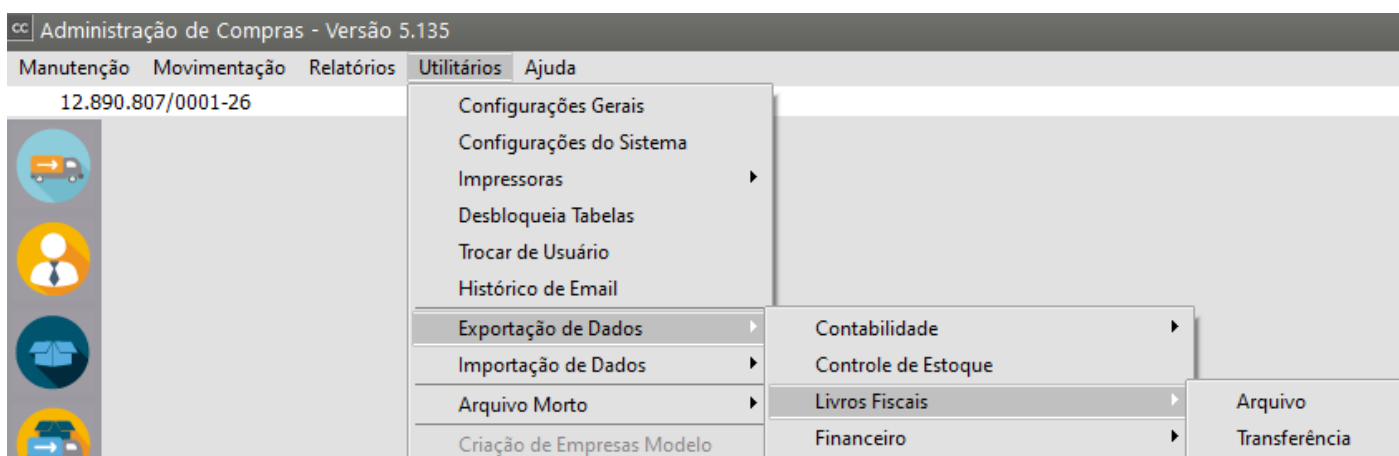 cc Administração de Compras - Versão 5.135
Manutenção Movimentação Relatórios Utilitários Ajuda
12.890.807/0001-26
Configurações Gerais
Configurações do Sistema
Impressoras
Desbloqueia Tabelas
Trocar de Usuário
Histórico de Email
Exportação de Dados
Contabilidade
Importação de Dados
Controle de Estoque
Arquivo Morto
Livros Fiscais
Arquivo
Criação de Empresas Modelo
Financeiro
Transferência